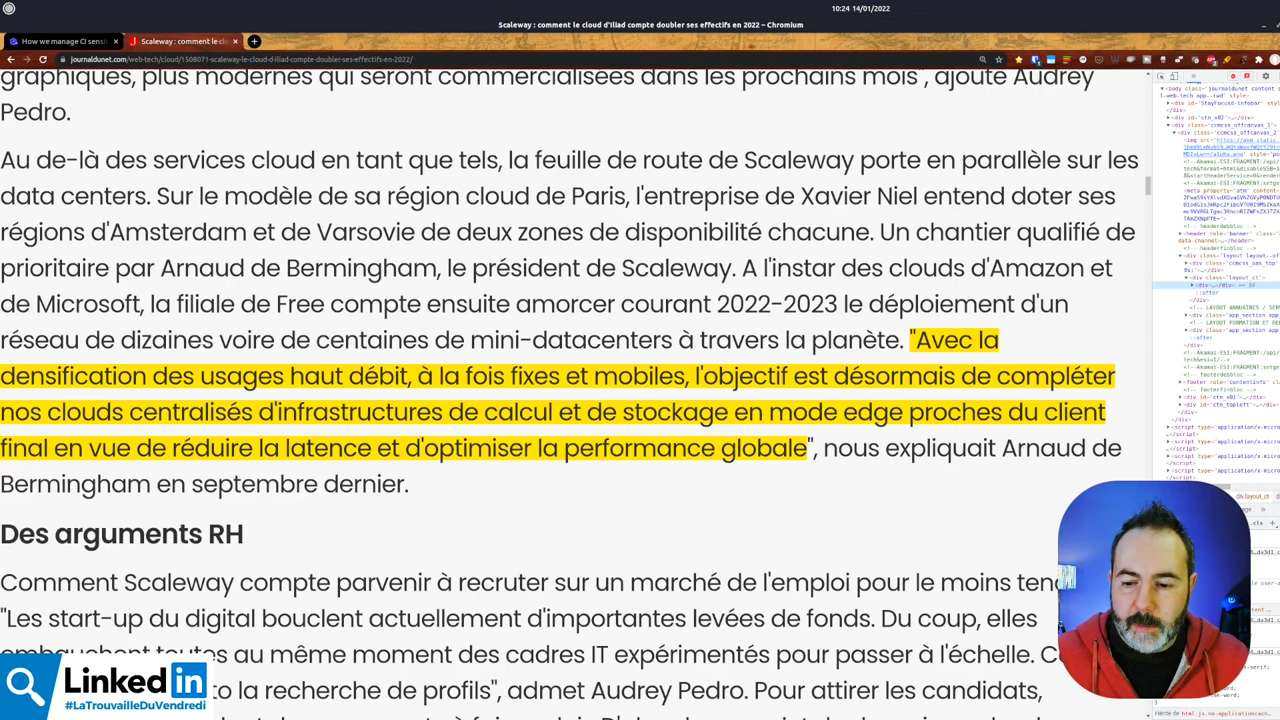 10:24 14/01/2022
Scaleway : comment le cloud d'iliad compte doubler ses effectifs en 2022 – Chromium
How we manage CI sensit
Scaleway : comment le cl
journaldunet.com/web-tech/cloud/1508071-scaleway-le-cloud-d-iliad-compte-doubler-ses-effectifs-en-2022/
graphiques, plus modernes qui seront commercialisées dans les prochains mois", ajoute Audrey
Pedro.
Au de-là des services cloud en tant que tels, la feuille de route de Scaleway porte en parallèle sur les
data centers. Sur le modèle de sa région cloud de Paris, l'entreprise de Xavier Niel entend doter ses
régions d'Amsterdam et de Varsovie de deux zones de disponibilité chacune. Un chantier qualifié de
prioritaire par Arnaud de Bermingham, le président de Scaleway. A l'instar des clouds d'Amazon et
de Microsoft, la filiale de Free compte ensuite lancer courant 2022-2023 le déploiement d'un
réseau de dizaines voire de centaines de mini-datacenters à travers la planète. "Avec la
densification des usages haut débit, à la fois fixes et mobiles, l'objectif est désormais de compléter
nos clouds centralisés d'infrastructures de calcul et de stockage en mode edge proches du client
final en vue de réduire la latence et d'optimiser la performance globale", nous expliquait Arnaud de
Bermingham en septembre dernier.
Des arguments RH
Comment Scaleway compte parvenir à recruter sur un marché de l'emploi pour le moins
"Les start-up du digital bouclent actuellement d'importantes levées de fonds. Du coup, elles
embauchent toutes au même moment des cadres IT expérimentés pour passer à l'échelle.
la recherche de profils", admet Audrey Pedro. Pour attirer les candidats,
Linked in
#LaTrouvailleDuVendredi